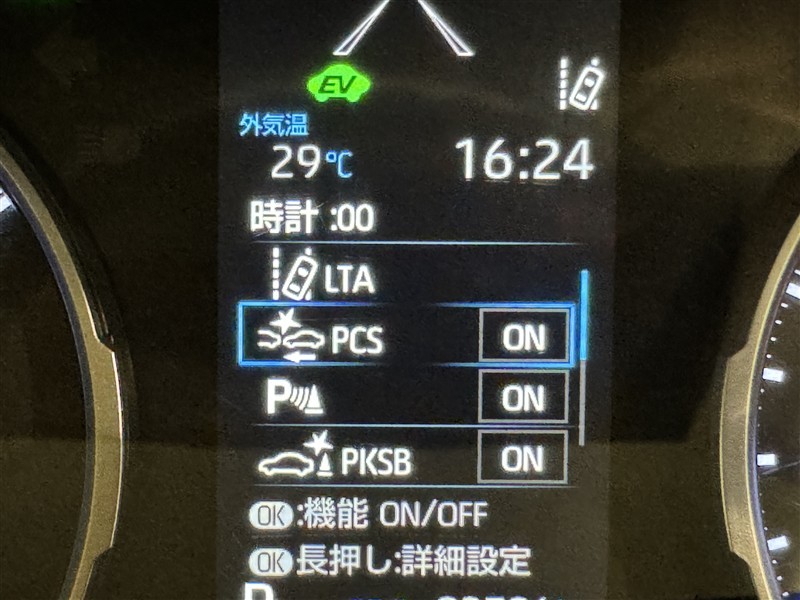 EV
外気温
29℃ 16:24
時計 :00
LTA
PCS ON
P ON
PKSB ON
OK:機能 ON/OFF
OK長押し:詳細設定